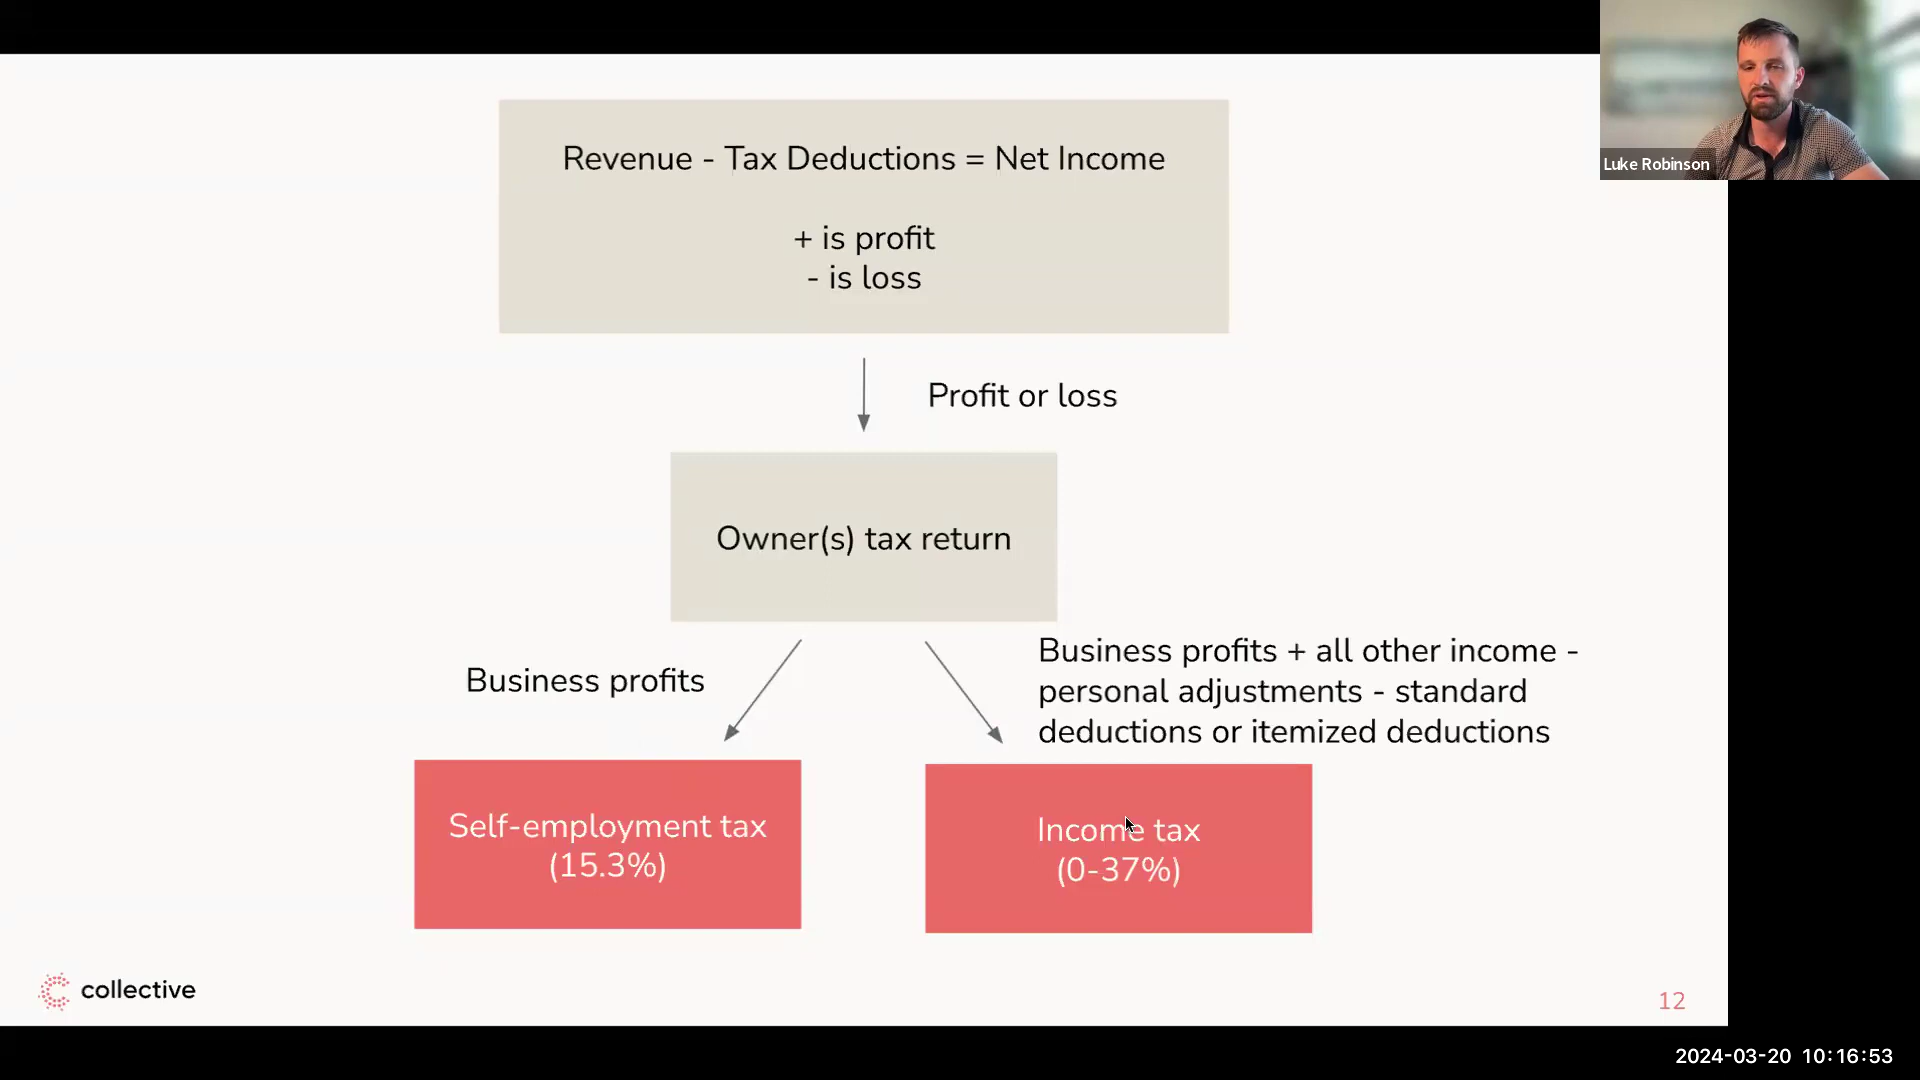 Revenue - Tax Deductions = Net Income
+ is profit
- is loss
Luke Robinson
Profit or loss
Owner(s) tax return
Business profits
Business profits + all other income -
personal adjustments - standard
deductions or itemized deductions
Self-employment tax
(15.3%)
Income tax
(0-37%)
collective
12
2024-03-20 10:16:53